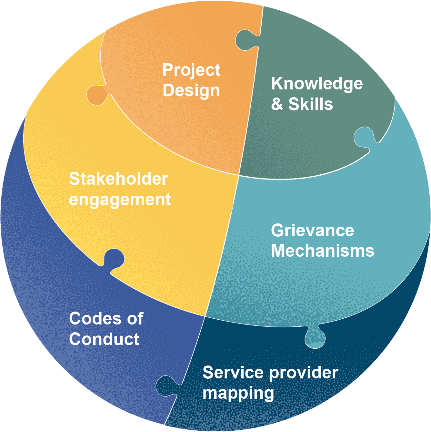 Project
Design
Knowledge
& Skills
Stakeholder
engagement
Grievance
Mechanisms
Codes of
Conduct
Service provider
mapping